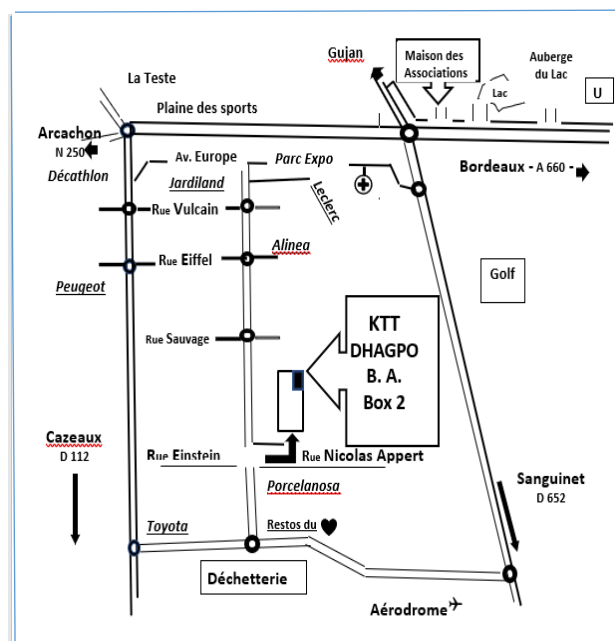 Gujan
Maison des
Associations
Auberge
du Lac
La Teste
Lac
U
Plaine des sports
Arcachon
N 250
Av. Europe
Parc Expo
Bordeaux - A 660 -
Décathlon
Jardiland
Leclerc
Rue Vulcain
Alinea
Rue Eiffel
Golf
Peugeot
KTT
DHAGPO
B. A.
Box 2
Rue Sauvage
Cazeaux
D 112
Rue Einstein
Rue Nicolas Appert
Sanguinet
D 652
Porcelanosa
Toyota
Restos du
Déchetterie
Aérodrome